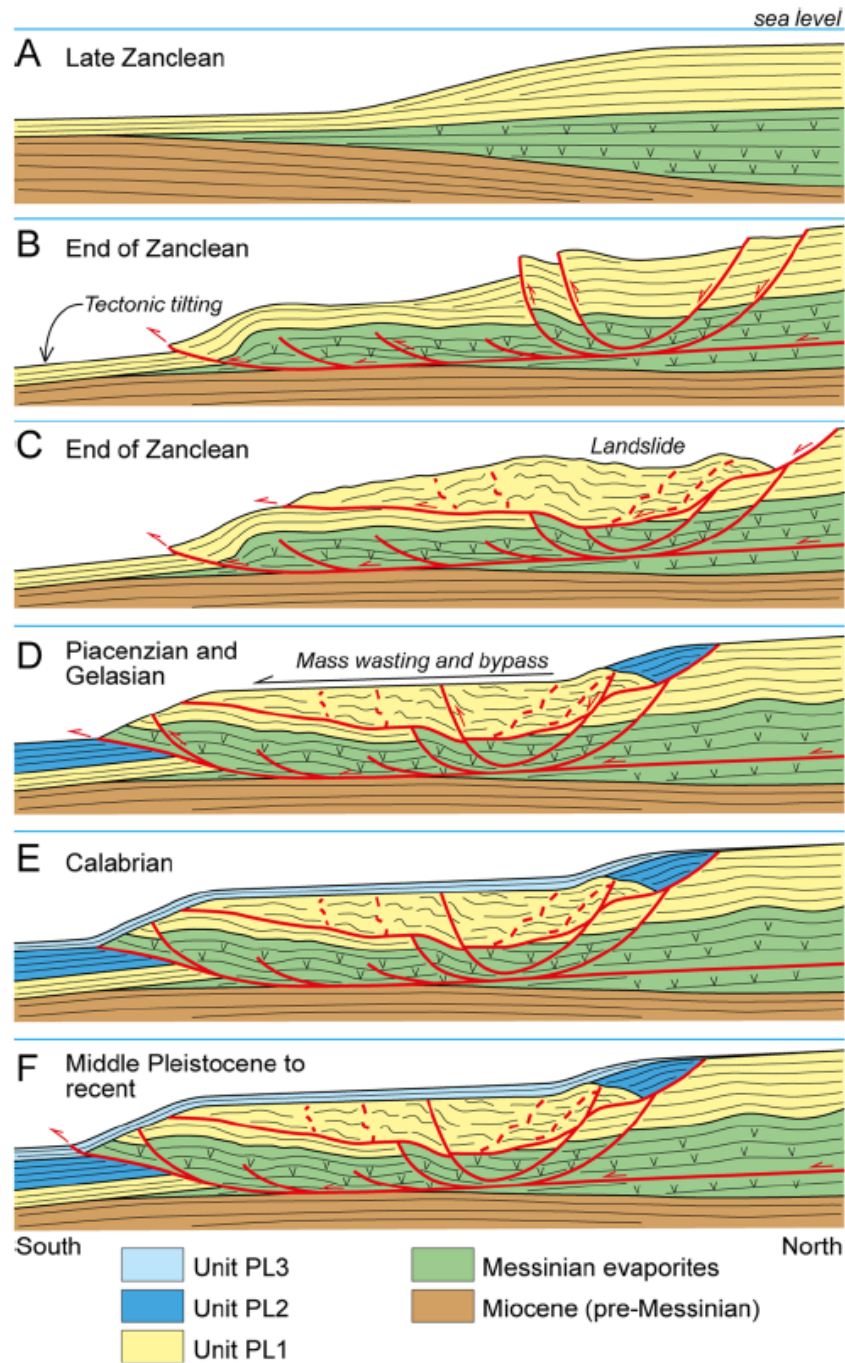 sea level
A Late Zanclean
B End of Zanclean
Tectonic tilting
C End of Zanclean
Landslide
D Piacenzian and
Gelasian
Mass wasting and bypass
E Calabrian
F Middle Pleistocene to
recent
South
North
Unit PL3
Unit PL2
Unit PL1
Messinian evaporites
Miocene (pre-Messinian)